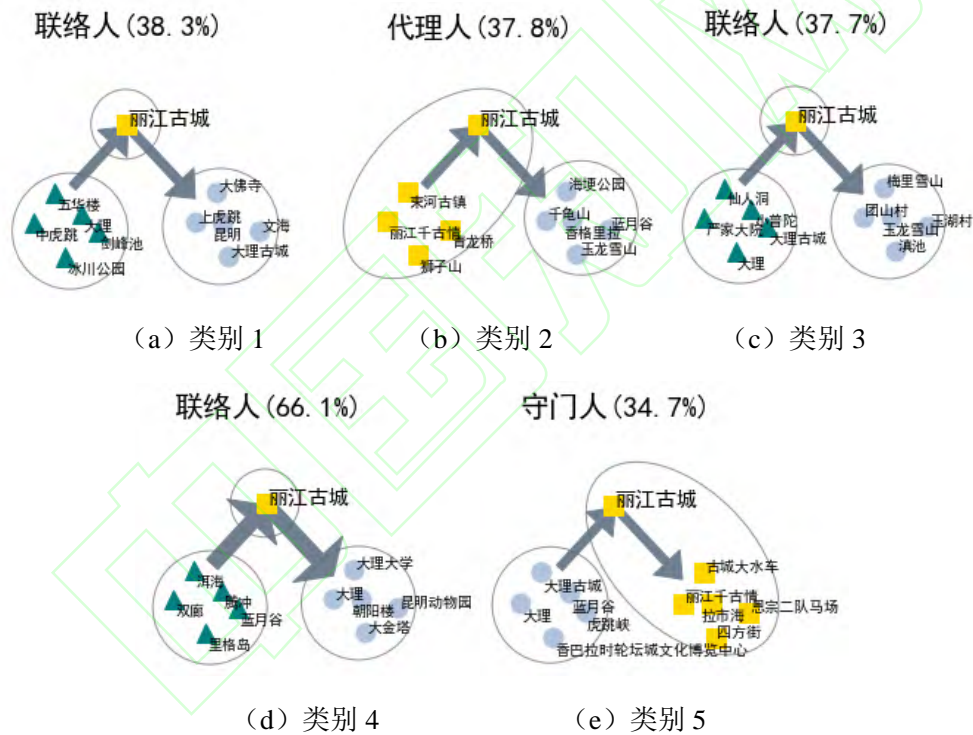 联络人(38.3%)
代理人(37.8%)
联络人(37.7%)
丽江古城
五华楼
大理
中虎跳
剑峰池
冰川公园
大佛寺
上虎跳
昆明
文海
大理古城
丽江古城
束河古镇
丽江千古情
青龙桥
狮子山
海埂公园
千龟山
香格里拉
蓝月谷
玉龙雪山
丽江古城
仙人洞
小普陀
严家大院
大理古城
大理
梅里雪山
团山村
玉龙雪山
玉湖村
滇池
(a) 类别 1
(b) 类别 2
(c) 类别 3
联络人(66.1%)
守门人(34.7%)
丽江古城
洱海
腾冲
双廊
蓝月谷
里格岛
大理大学
大理
朝阳楼
昆明动物园
大金塔
丽江古城
大理古城
大理
蓝月谷
虎跳峡
香巴拉时轮坛城文化博览中心
古城大水车
丽江千古情
拉市海
恩宗二队马场
四方街
(d) 类别 4
(e) 类别 5